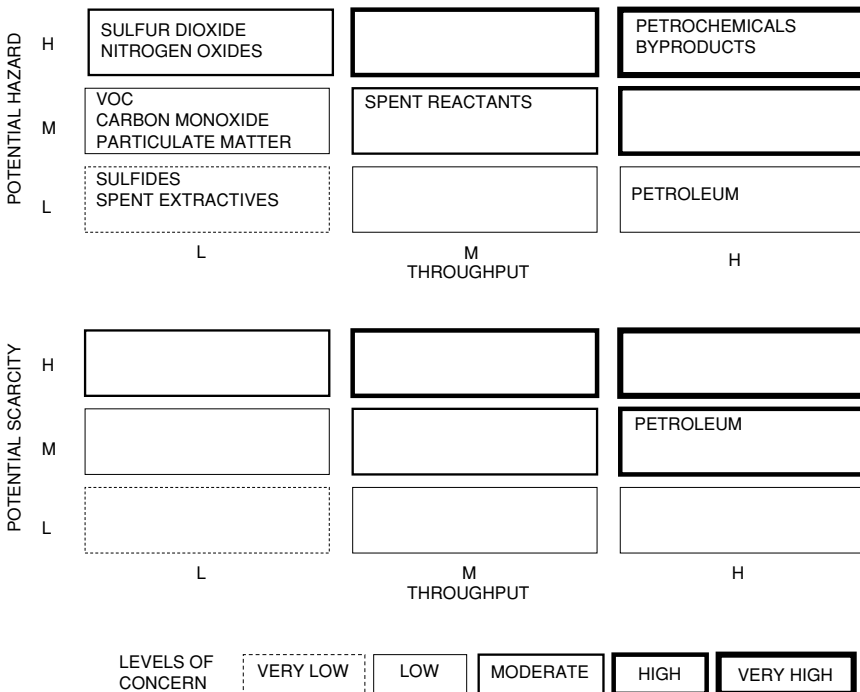 POTENTIAL HAZARD
H
SULFUR DIOXIDE
NITROGEN OXIDES
PETROCHEMICALS
BYPRODUCTS
M
VOC
CARBON MONOXIDE
PARTICULATE MATTER
SPENT REACTANTS
L
SULFIDES
SPENT EXTRACTIVES
PETROLEUM
L
M
H
THROUGHPUT
POTENTIAL SCARCITY
H
M
PETROLEUM
L
L
M
H
THROUGHPUT
LEVELS OF
CONCERN
VERY LOW
LOW
MODERATE
HIGH
VERY HIGH